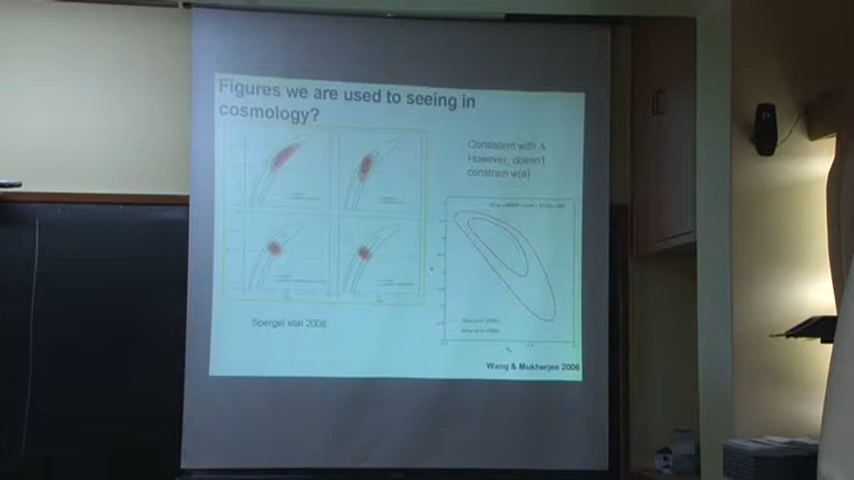 Figures we are used to seeing in
cosmology?
Consistent with Λ
However, doesn't
constrain w(a)
Spergel etal 2006
Wang & Mukherjee 2006